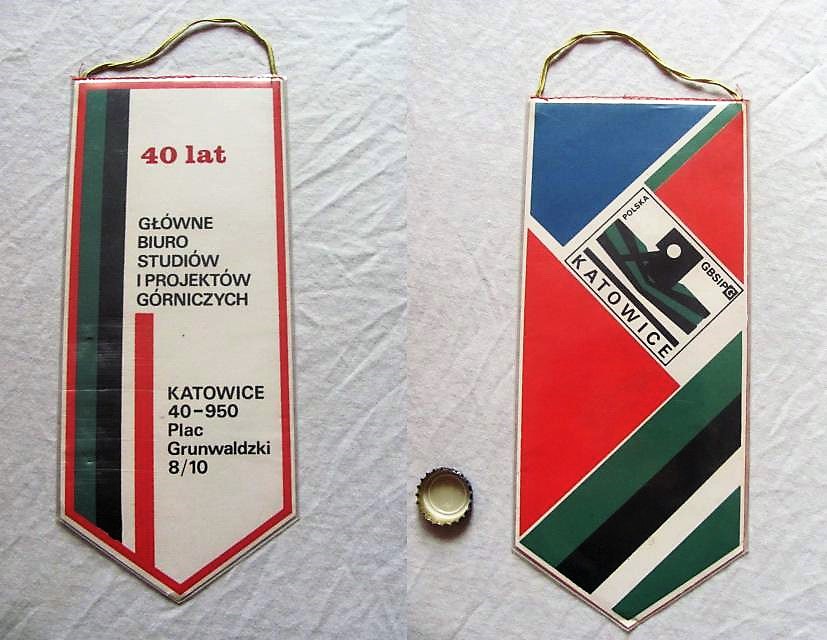 40 lat
GŁÓWNE
BIURO
STUDIÓW
I PROJEKTÓW
GÓRNICZYCH
KATOWICE
40-950
Plac
Grunwaldzki
8/10
POLSKA
GBSIPG
KATOWICE